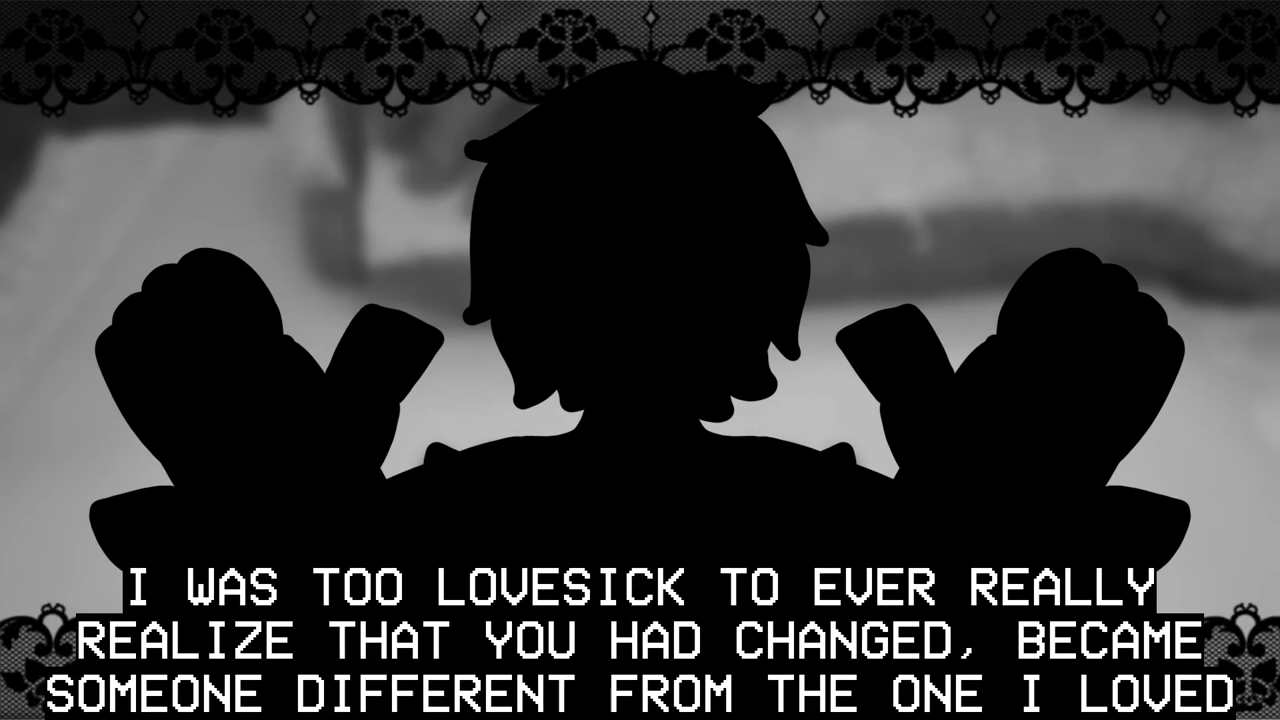 I WAS TOO LOVESICK TO EVER REALLY
REALIZE THAT YOU HAD CHANGED, BECAME
SOMEONE DIFFERENT FROM THE ONE I LOVED